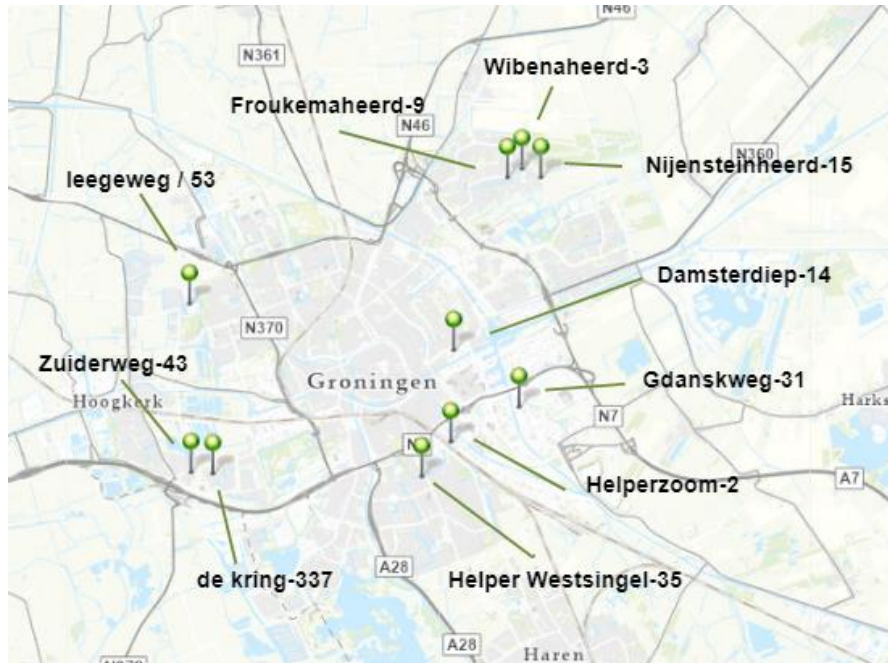 N46
N361
Wibenaheerd-3
Froukemaheerd-9
N46
N360
Nijensteinheerd-15
leegeweg / 53
Damsterdiep-14
N370
Zuiderweg-43
Groningen
Gdanskweg-31
Hoogkerk
Harks
N7
A7
Helperzoom-2
A28
de kring-337
Helper Westsingel-35
A28
Haren